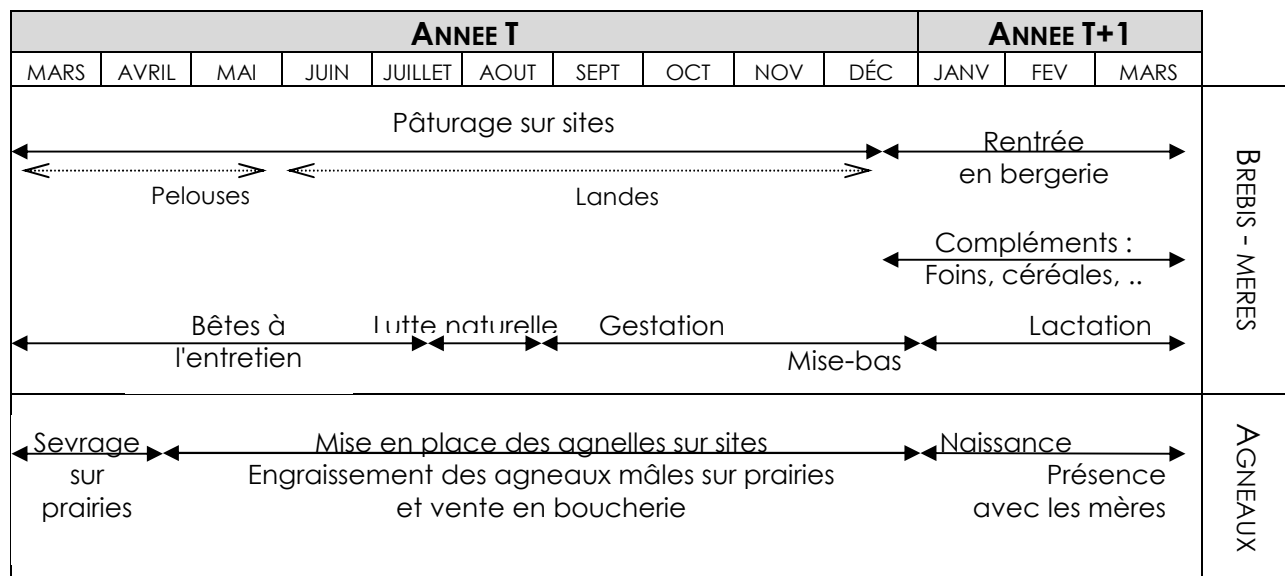 ANNEE T ANNEE T+1
MARS AVRIL MAI JUIN JUILLET AOUT SEPT OCT NOV DÉC JANV FEV MARS
Pâturage sur sites
Rentrée
en bergerie
Pelouses
Landes
Compléments :
Foins, céréales, ..
Bêtes à
l'entretien
Lutte naturelle
Gestation
Mise-bas
Lactation
BREBIS - MERES
Sevrage
sur
prairies
Mise en place des agnelles sur sites
Engraissement des agneaux mâles sur prairies
et vente en boucherie
Naissance
Présence
avec les mères
AGNEAUX